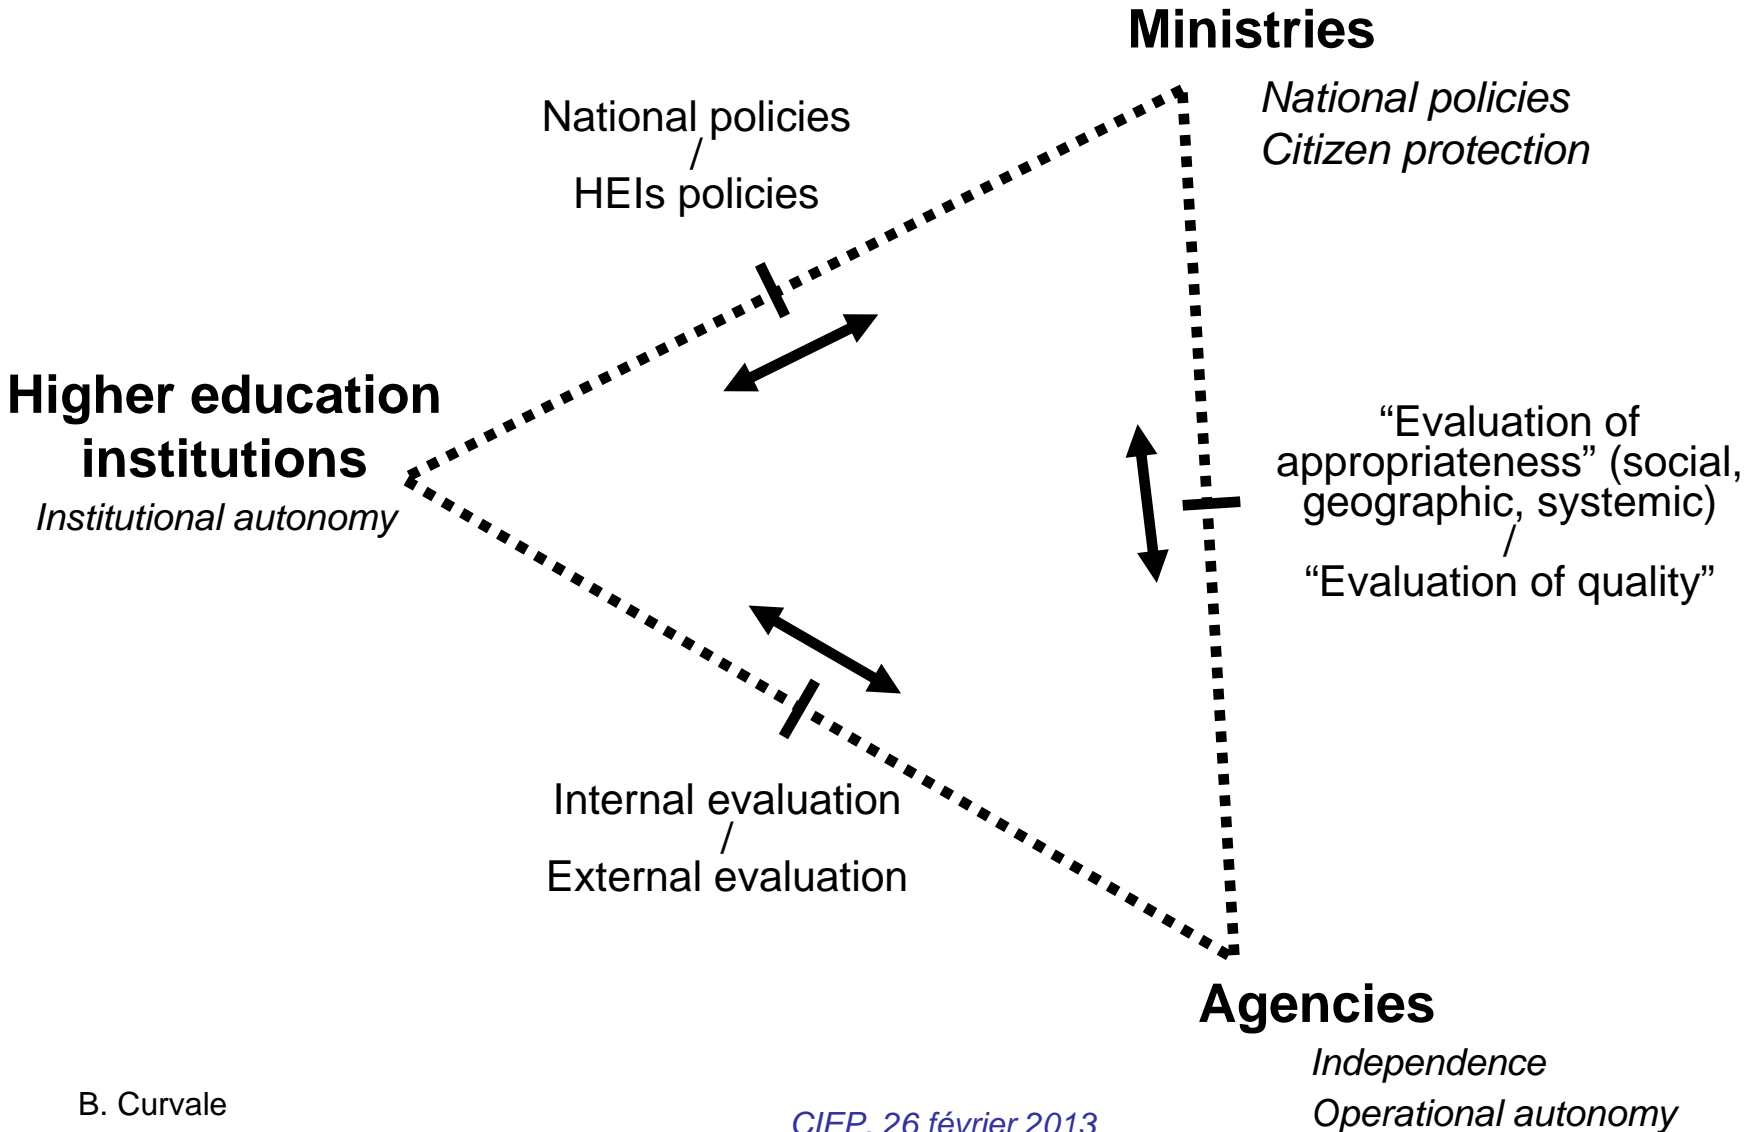 Ministries
National policies
Citizen protection
National policies
/
HEIs policies
Higher education
institutions
Institutional autonomy
“Evaluation of
appropriateness” (social,
geographic, systemic)
/
“Evaluation of quality”
Internal evaluation
/
External evaluation
Agencies
Independence
Operational autonomy
B. Curvale
CIEP, 26 février 2013